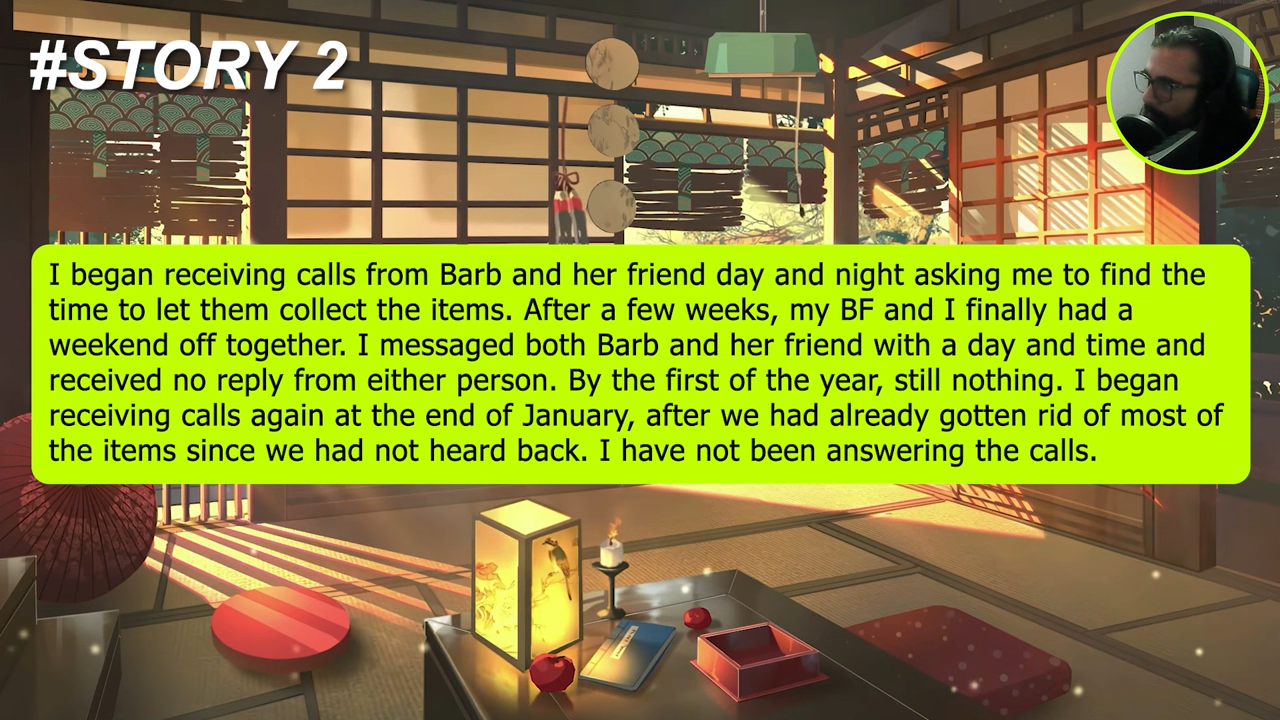 #STORY 2
I began receiving calls from Barb and her friend day and night asking me to find the
time to let them collect the items. After a few weeks, my BF and I finally had a
weekend off together. I messaged both Barb and her friend with a day and time and
received no reply from either person. By the first of the year, still nothing. I began
receiving calls again at the end of January, after we had already gotten rid of most of
the items since we had not heard back. I have not been answering the calls.